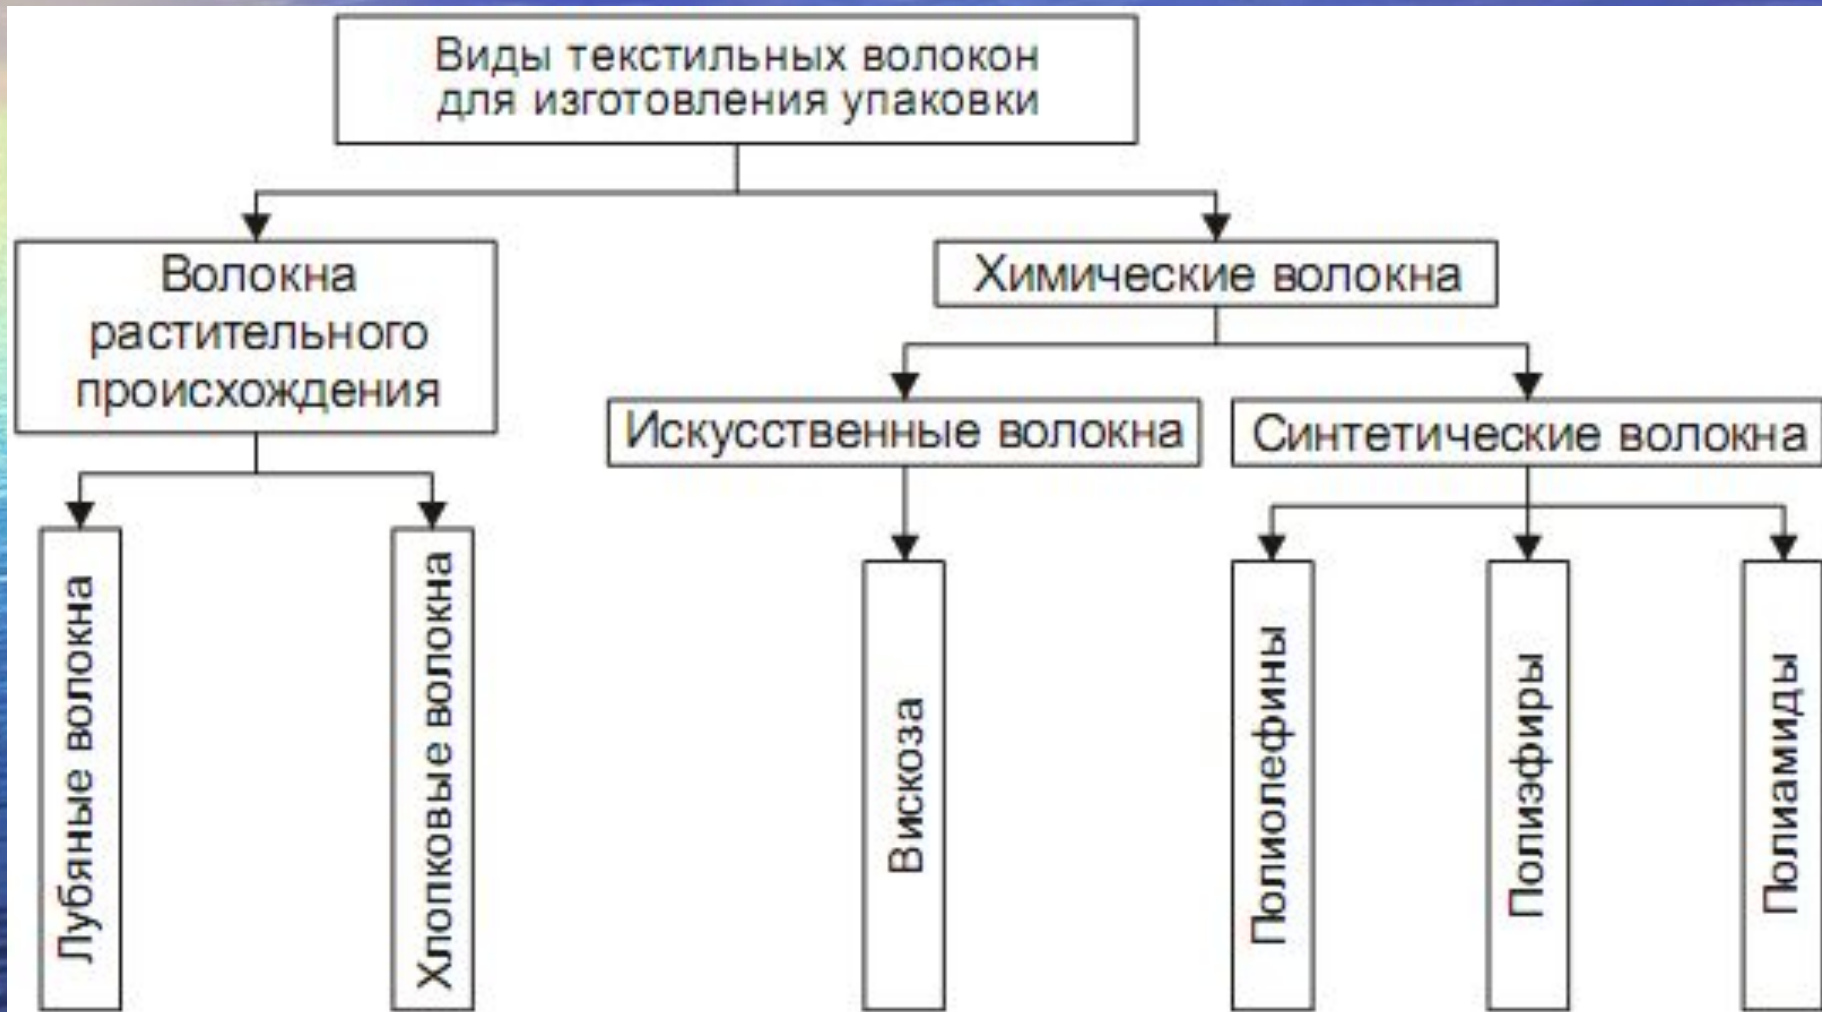 Виды текстильных волокон
для изготовления упаковки
Волокна
растительного
происхождения
Химические волокна
Искусственные волокна
Синтетические волокна
Лубяные волокна
Хлопковые волокна
Вискоза
Полиолефины
Полиэфиры
Полиамиды